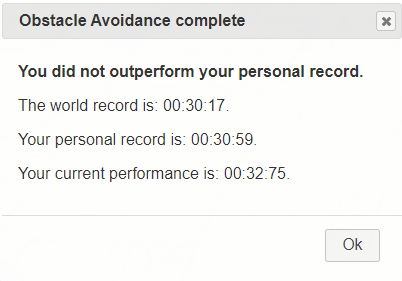 Obstacle Avoidance complete
You did not outperform your personal record.
The world record is: 00:30:17.
Your personal record is: 00:30:59.
Your current performance is: 00:32:75.
Ok